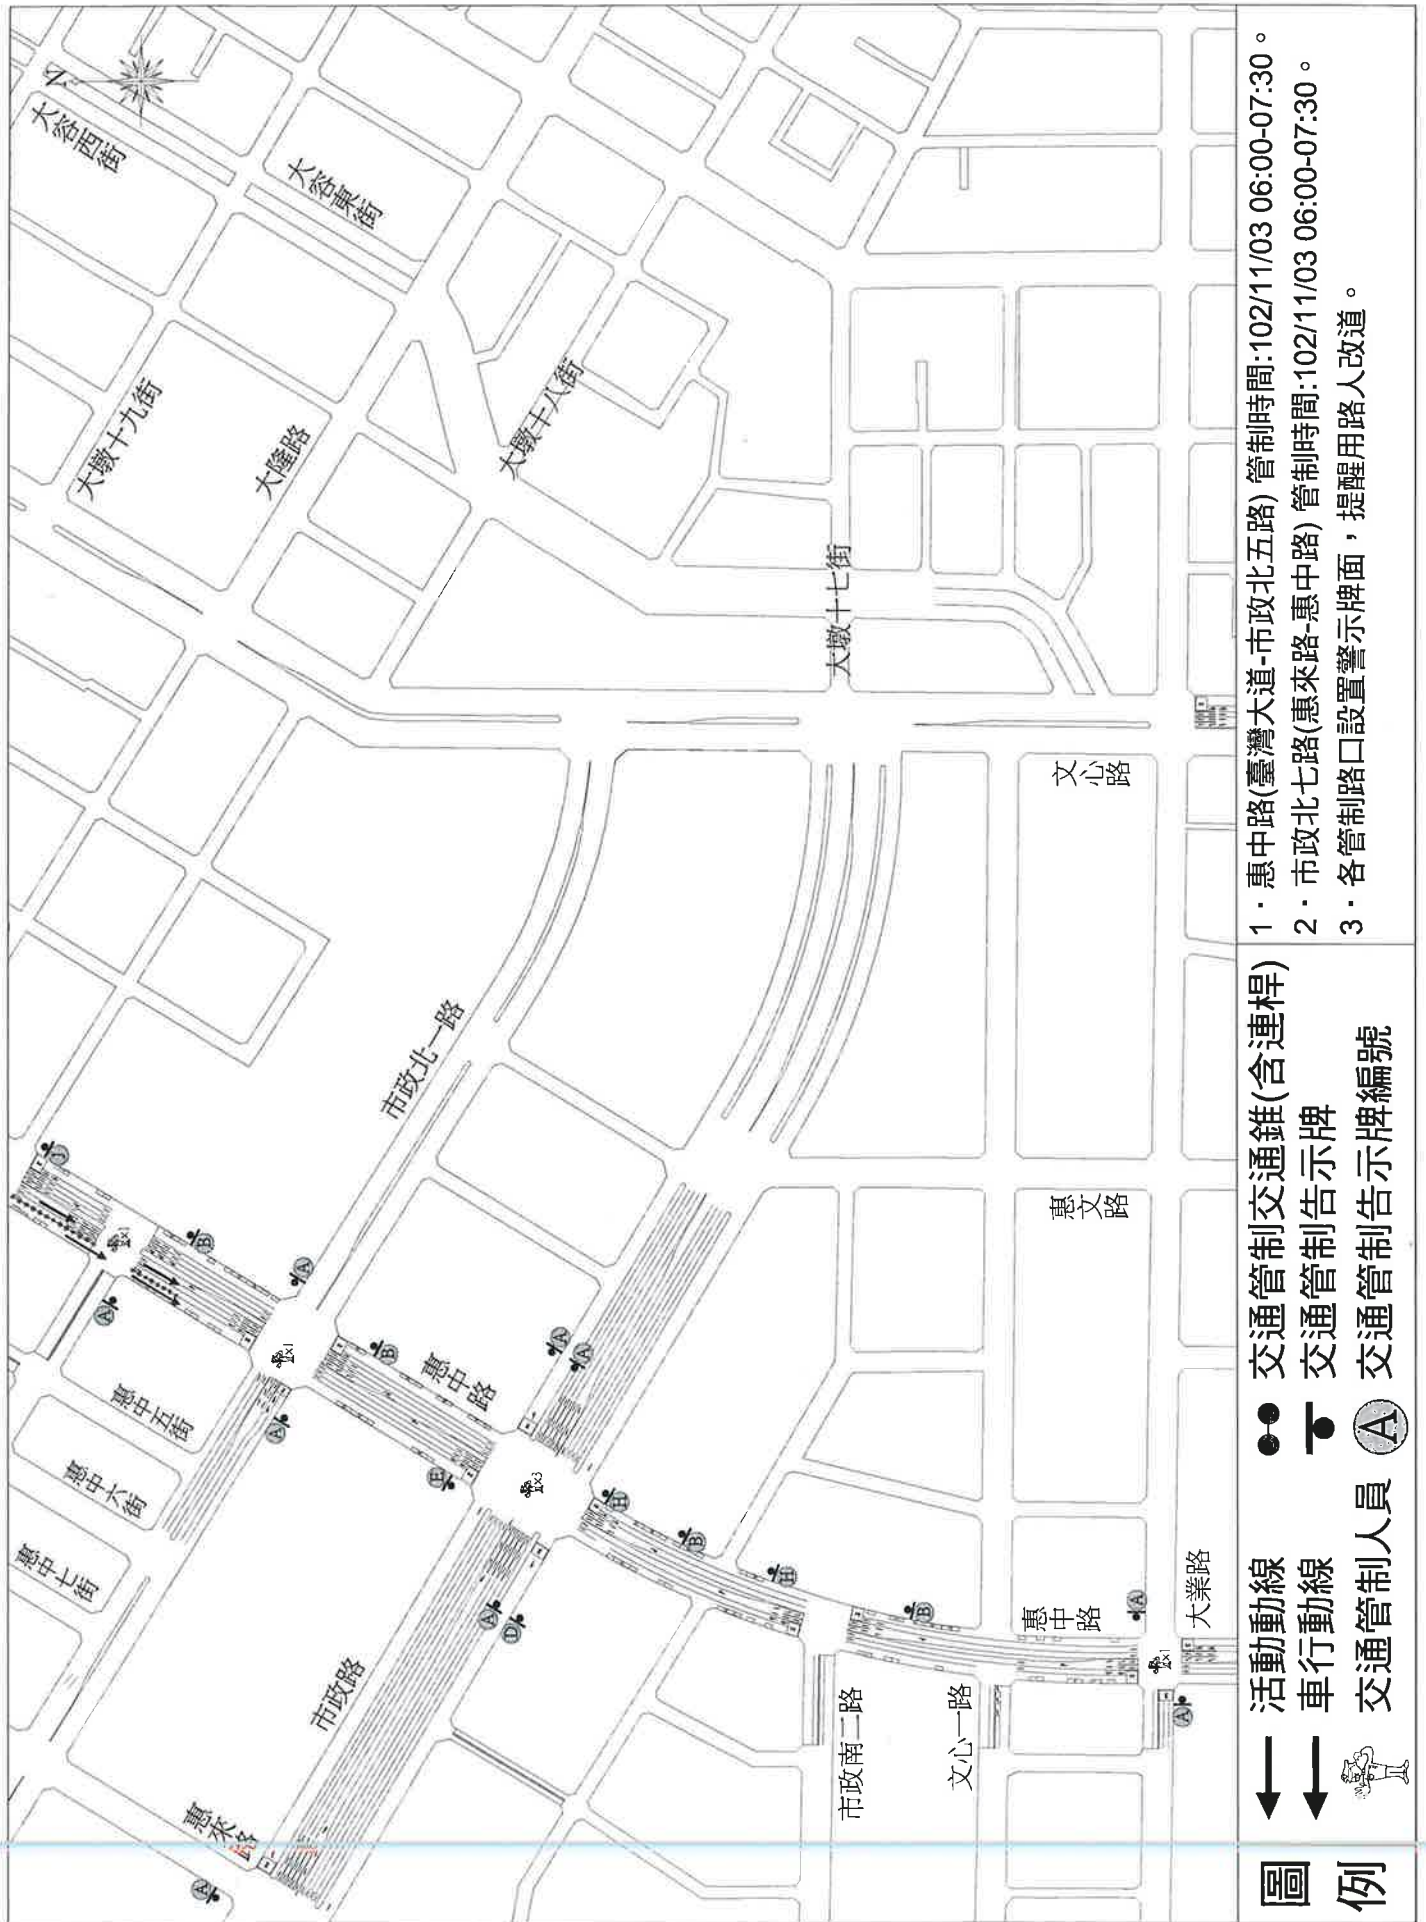 N
大容西街
大容東街
大墩十九街
大隆路
大墩十八街
大墩十七街
文心路
市政北一路
惠中五街
惠中六街
惠中七街
惠中路
惠文路
市政路
惠來路
市政南二路
文心一路
惠中路
大業路
J
x1
B
A
A
x1
B
A
E
A
A
x3
H
B
H
B
A
D
A
x1
A
A
圖例
活動動線
車行動線
交通管制人員
交通管制交通錐(含連桿)
交通管制告示牌
A 交通管制告示牌編號
1．惠中路(臺灣大道-市政北五路) 管制時間:102/11/03 06:00-07:30。
2．市政北七路(惠來路-惠中路) 管制時間:102/11/03 06:00-07:30。
3．各管制路口設置警示牌面，提醒用路人改道。